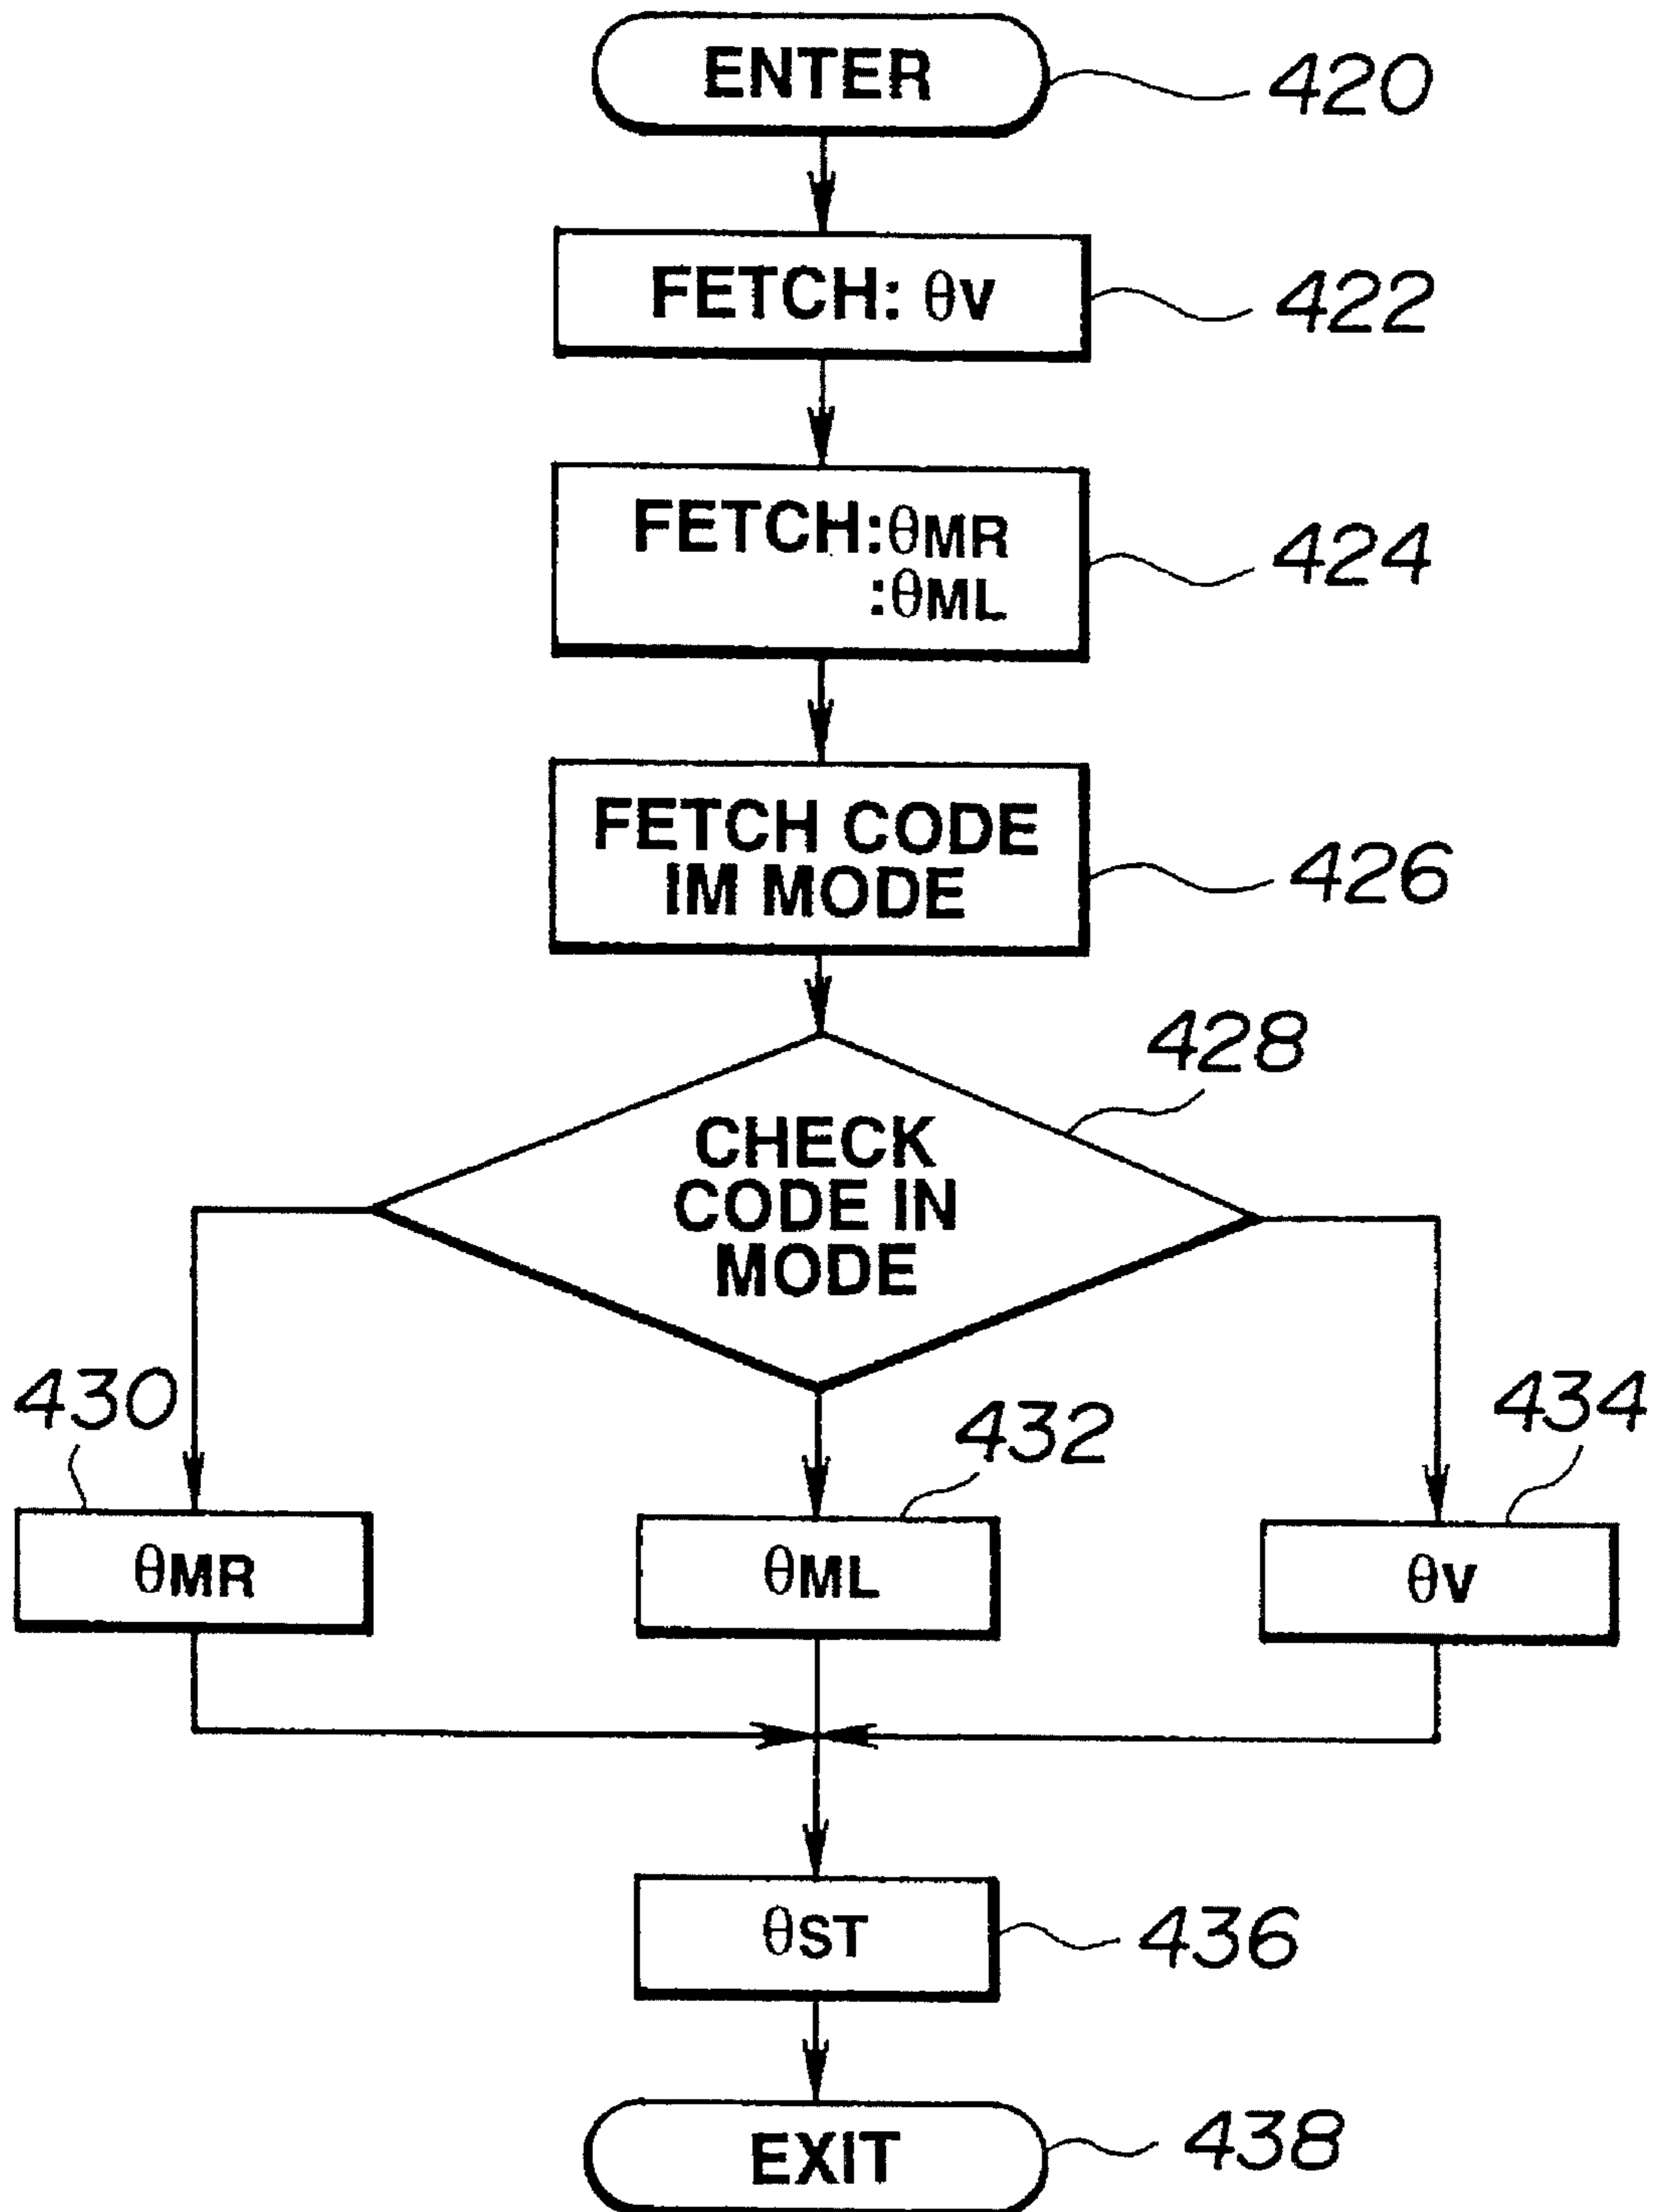 ENTER
420
FETCH: θV
422
FETCH:θMR
:θML
424
FETCH CODE
IM MODE
426
428
CHECK
CODE IN
MODE
430
432
434
θMR
θML
θV
θST
436
EXIT
438